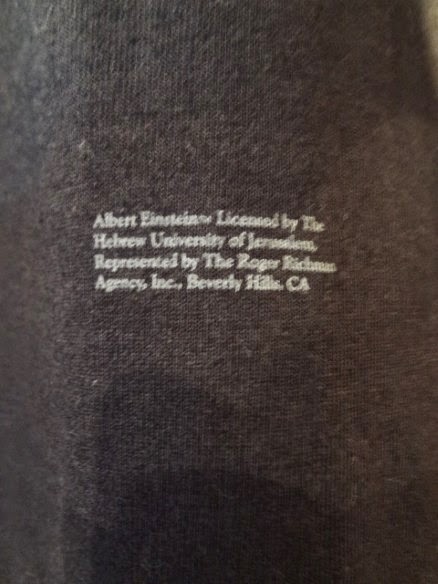 Albert Einstein™ Licensed by The
Hebrew University of Jerusalem,
Represented by The Roger Richman
Agency, Inc., Beverly Hills, CA